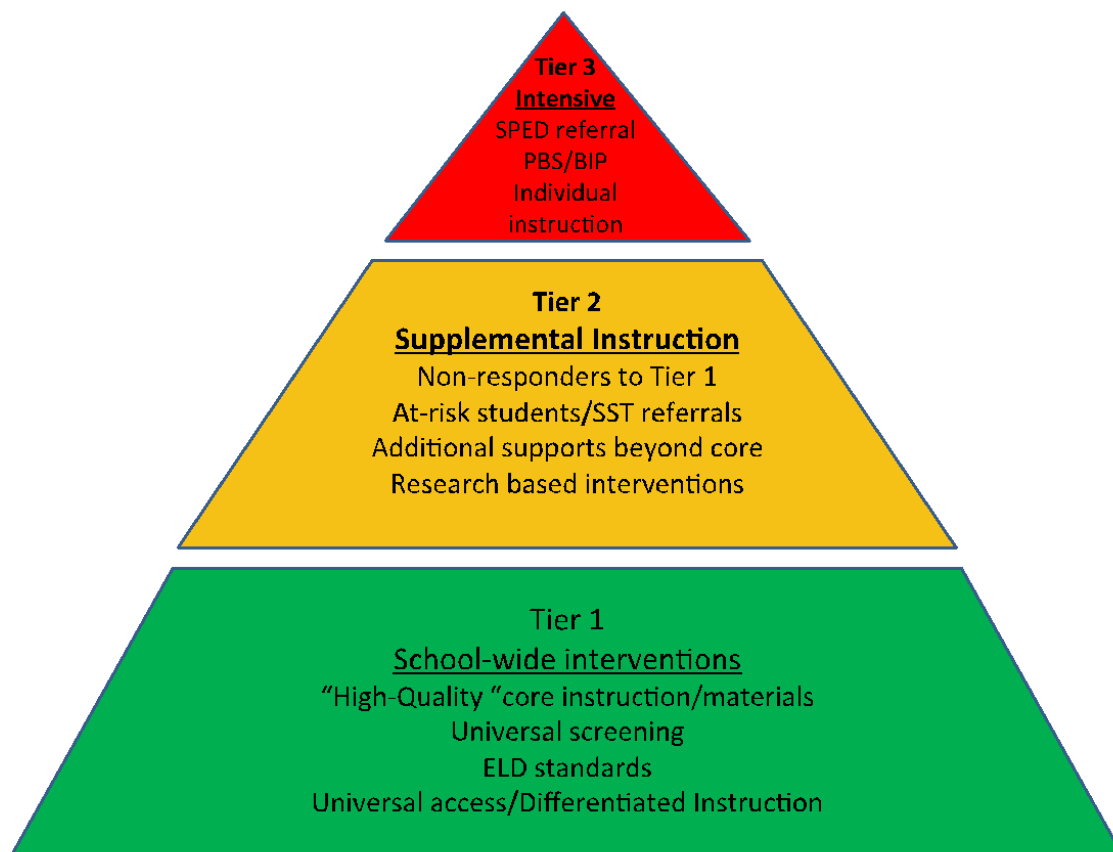 Tier 3
Intensive
SPED referral
PBS/BIP
Individual
instruction
Tier 2
Supplemental Instruction
Non-responders to Tier 1
At-risk students/SST referrals
Additional supports beyond core
Research based interventions
Tier 1
School-wide interventions
“High-Quality “core instruction/materials
Universal screening
ELD standards
Universal access/Differentiated Instruction